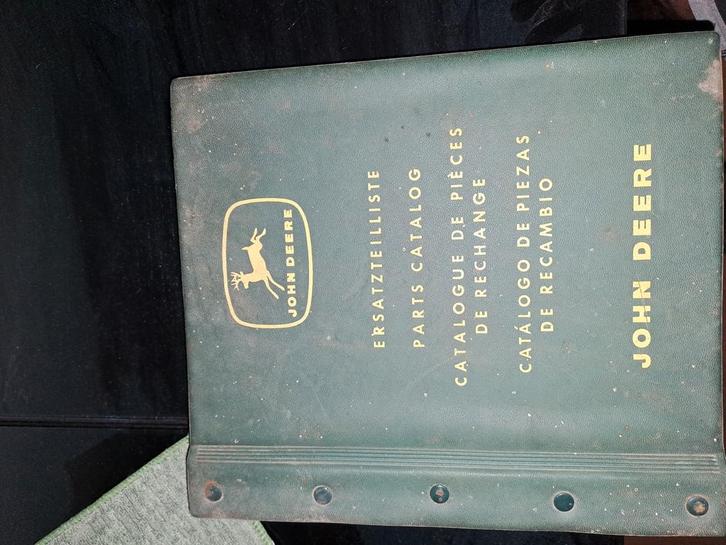 JOHN DEERE
ERSATZTEILLISTE
PARTS CATALOG
CATALOGUE DE PIÈCES
DE RECHANGE
CATÁLOGO DE PIEZAS
DE RECAMBIO
JOHN DEERE